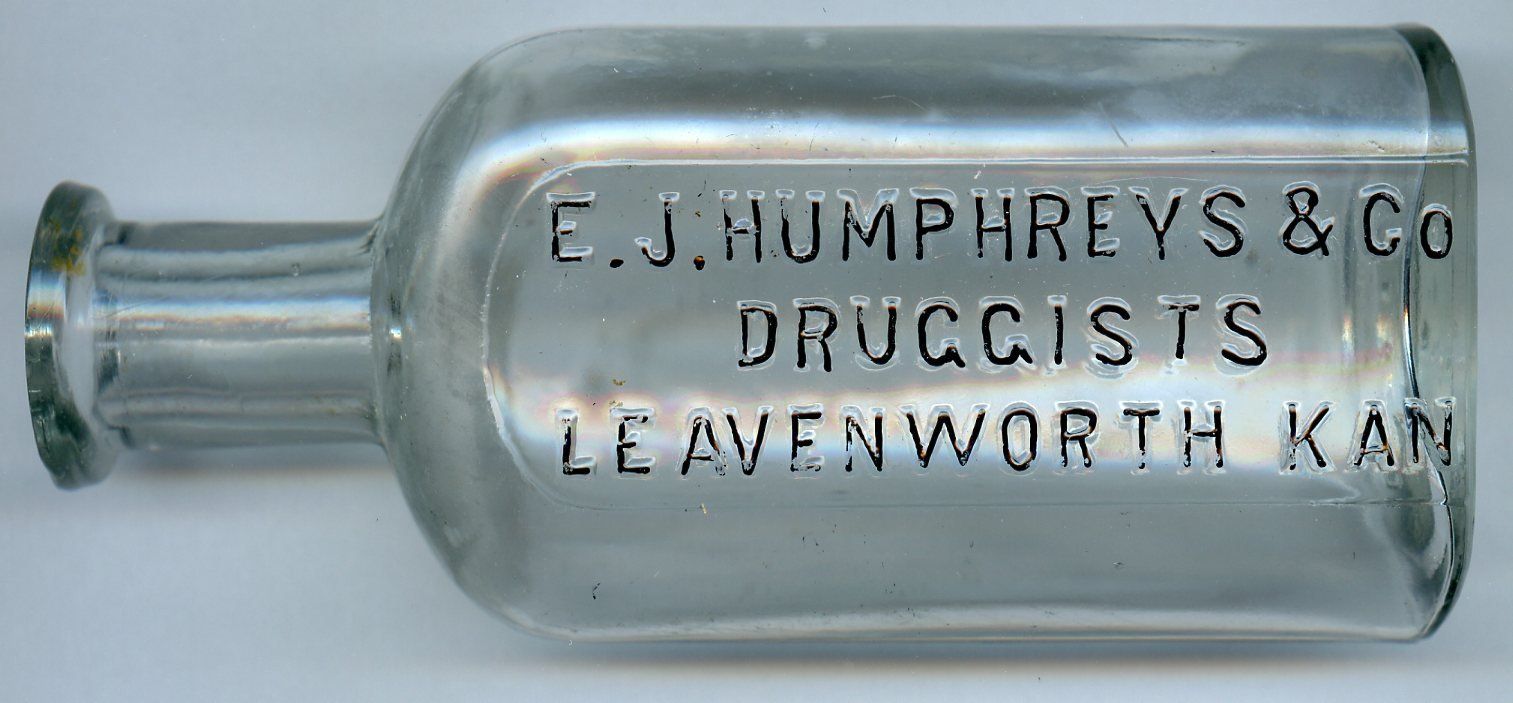 E.J.HUMPHREYS & Co
DRUGGISTS
LEAVENWORTH KAN